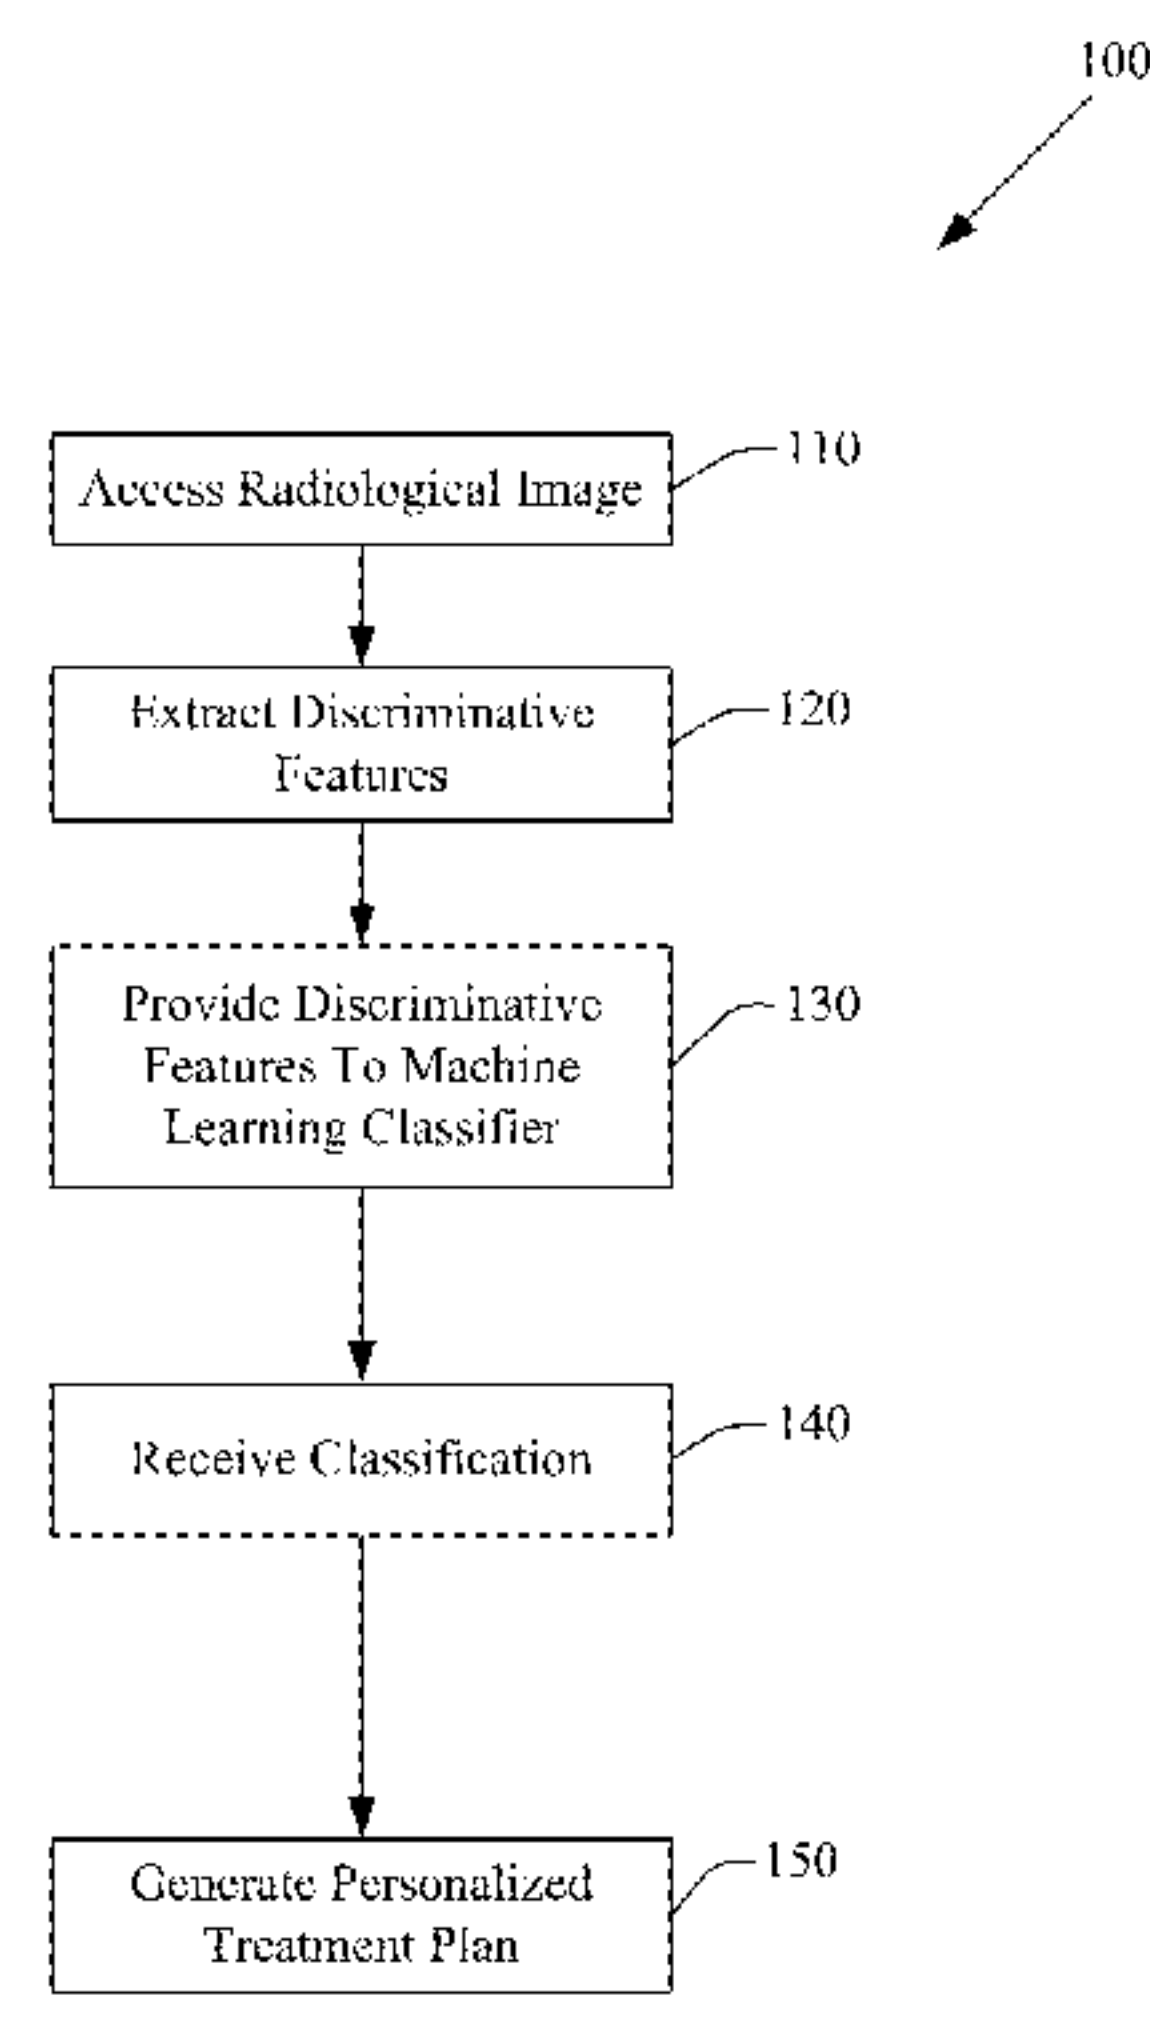 100
Access Radiological Image
110
Extract Discriminative
Features
120
Provide Discriminative
Features To Machine
Learning Classifier
130
Receive Classification
140
Generate Personalized
Treatment Plan
150